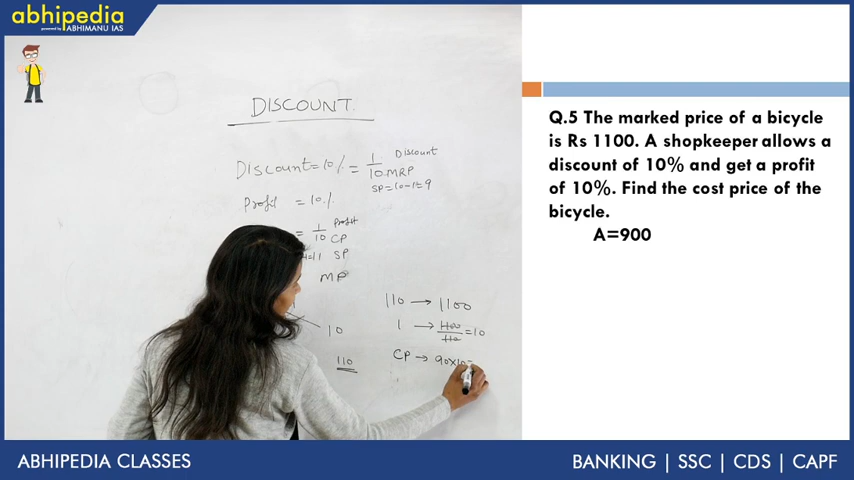 abhipedia
powered by ABHIMANU IAS
DISCOUNT.
Discount = 10% = 1/10 Discount MRP
SP = 10-1 = 9
Profit = 10%
= 1/10 Profit CP
=11 SP
MP
10
110
110 → 1100
1 → 1100/110 = 10
CP → 90x10=
Q.5 The marked price of a bicycle
is Rs 1100. A shopkeeper allows a
discount of 10% and get a profit
of 10%. Find the cost price of the
bicycle.
A=900
ABHIPEDIA CLASSES
BANKING | SSC | CDS | CAPF